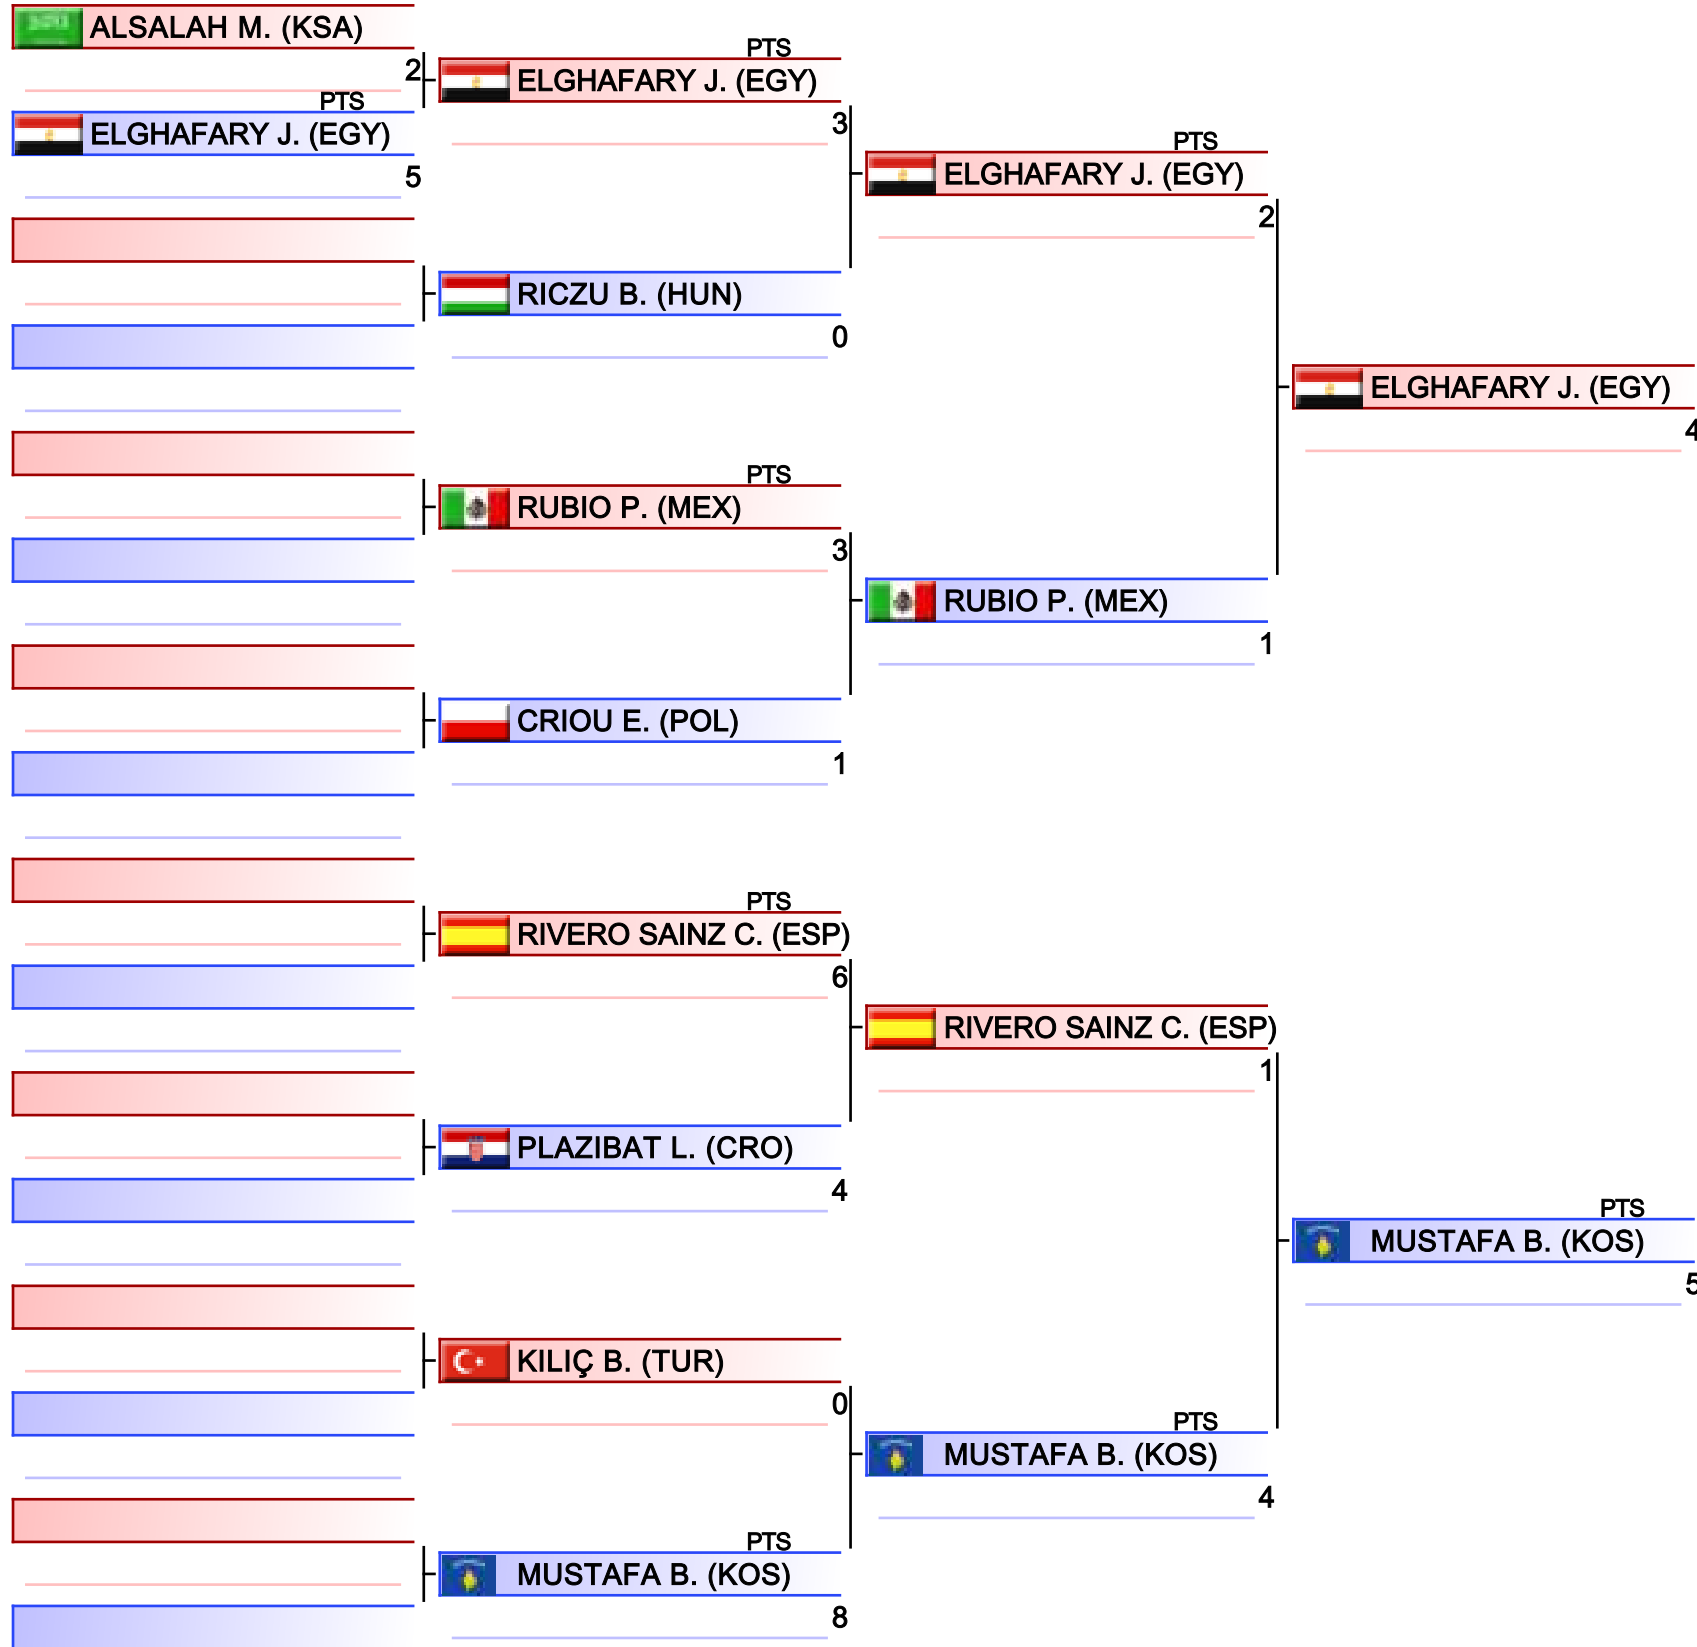 ALSALAH M. (KSA)
2
PTS
ELGHAFARY J. (EGY)
5
PTS
ELGHAFARY J. (EGY)
3
RICZU B. (HUN)
0
PTS
RUBIO P. (MEX)
3
CRIOU E. (POL)
1
PTS
RIVERO SAINZ C. (ESP)
6
PLAZIBAT L. (CRO)
4
KILIÇ B. (TUR)
0
PTS
MUSTAFA B. (KOS)
8
PTS
ELGHAFARY J. (EGY)
2
RUBIO P. (MEX)
1
RIVERO SAINZ C. (ESP)
1
PTS
MUSTAFA B. (KOS)
4
ELGHAFARY J. (EGY)
4
PTS
MUSTAFA B. (KOS)
5